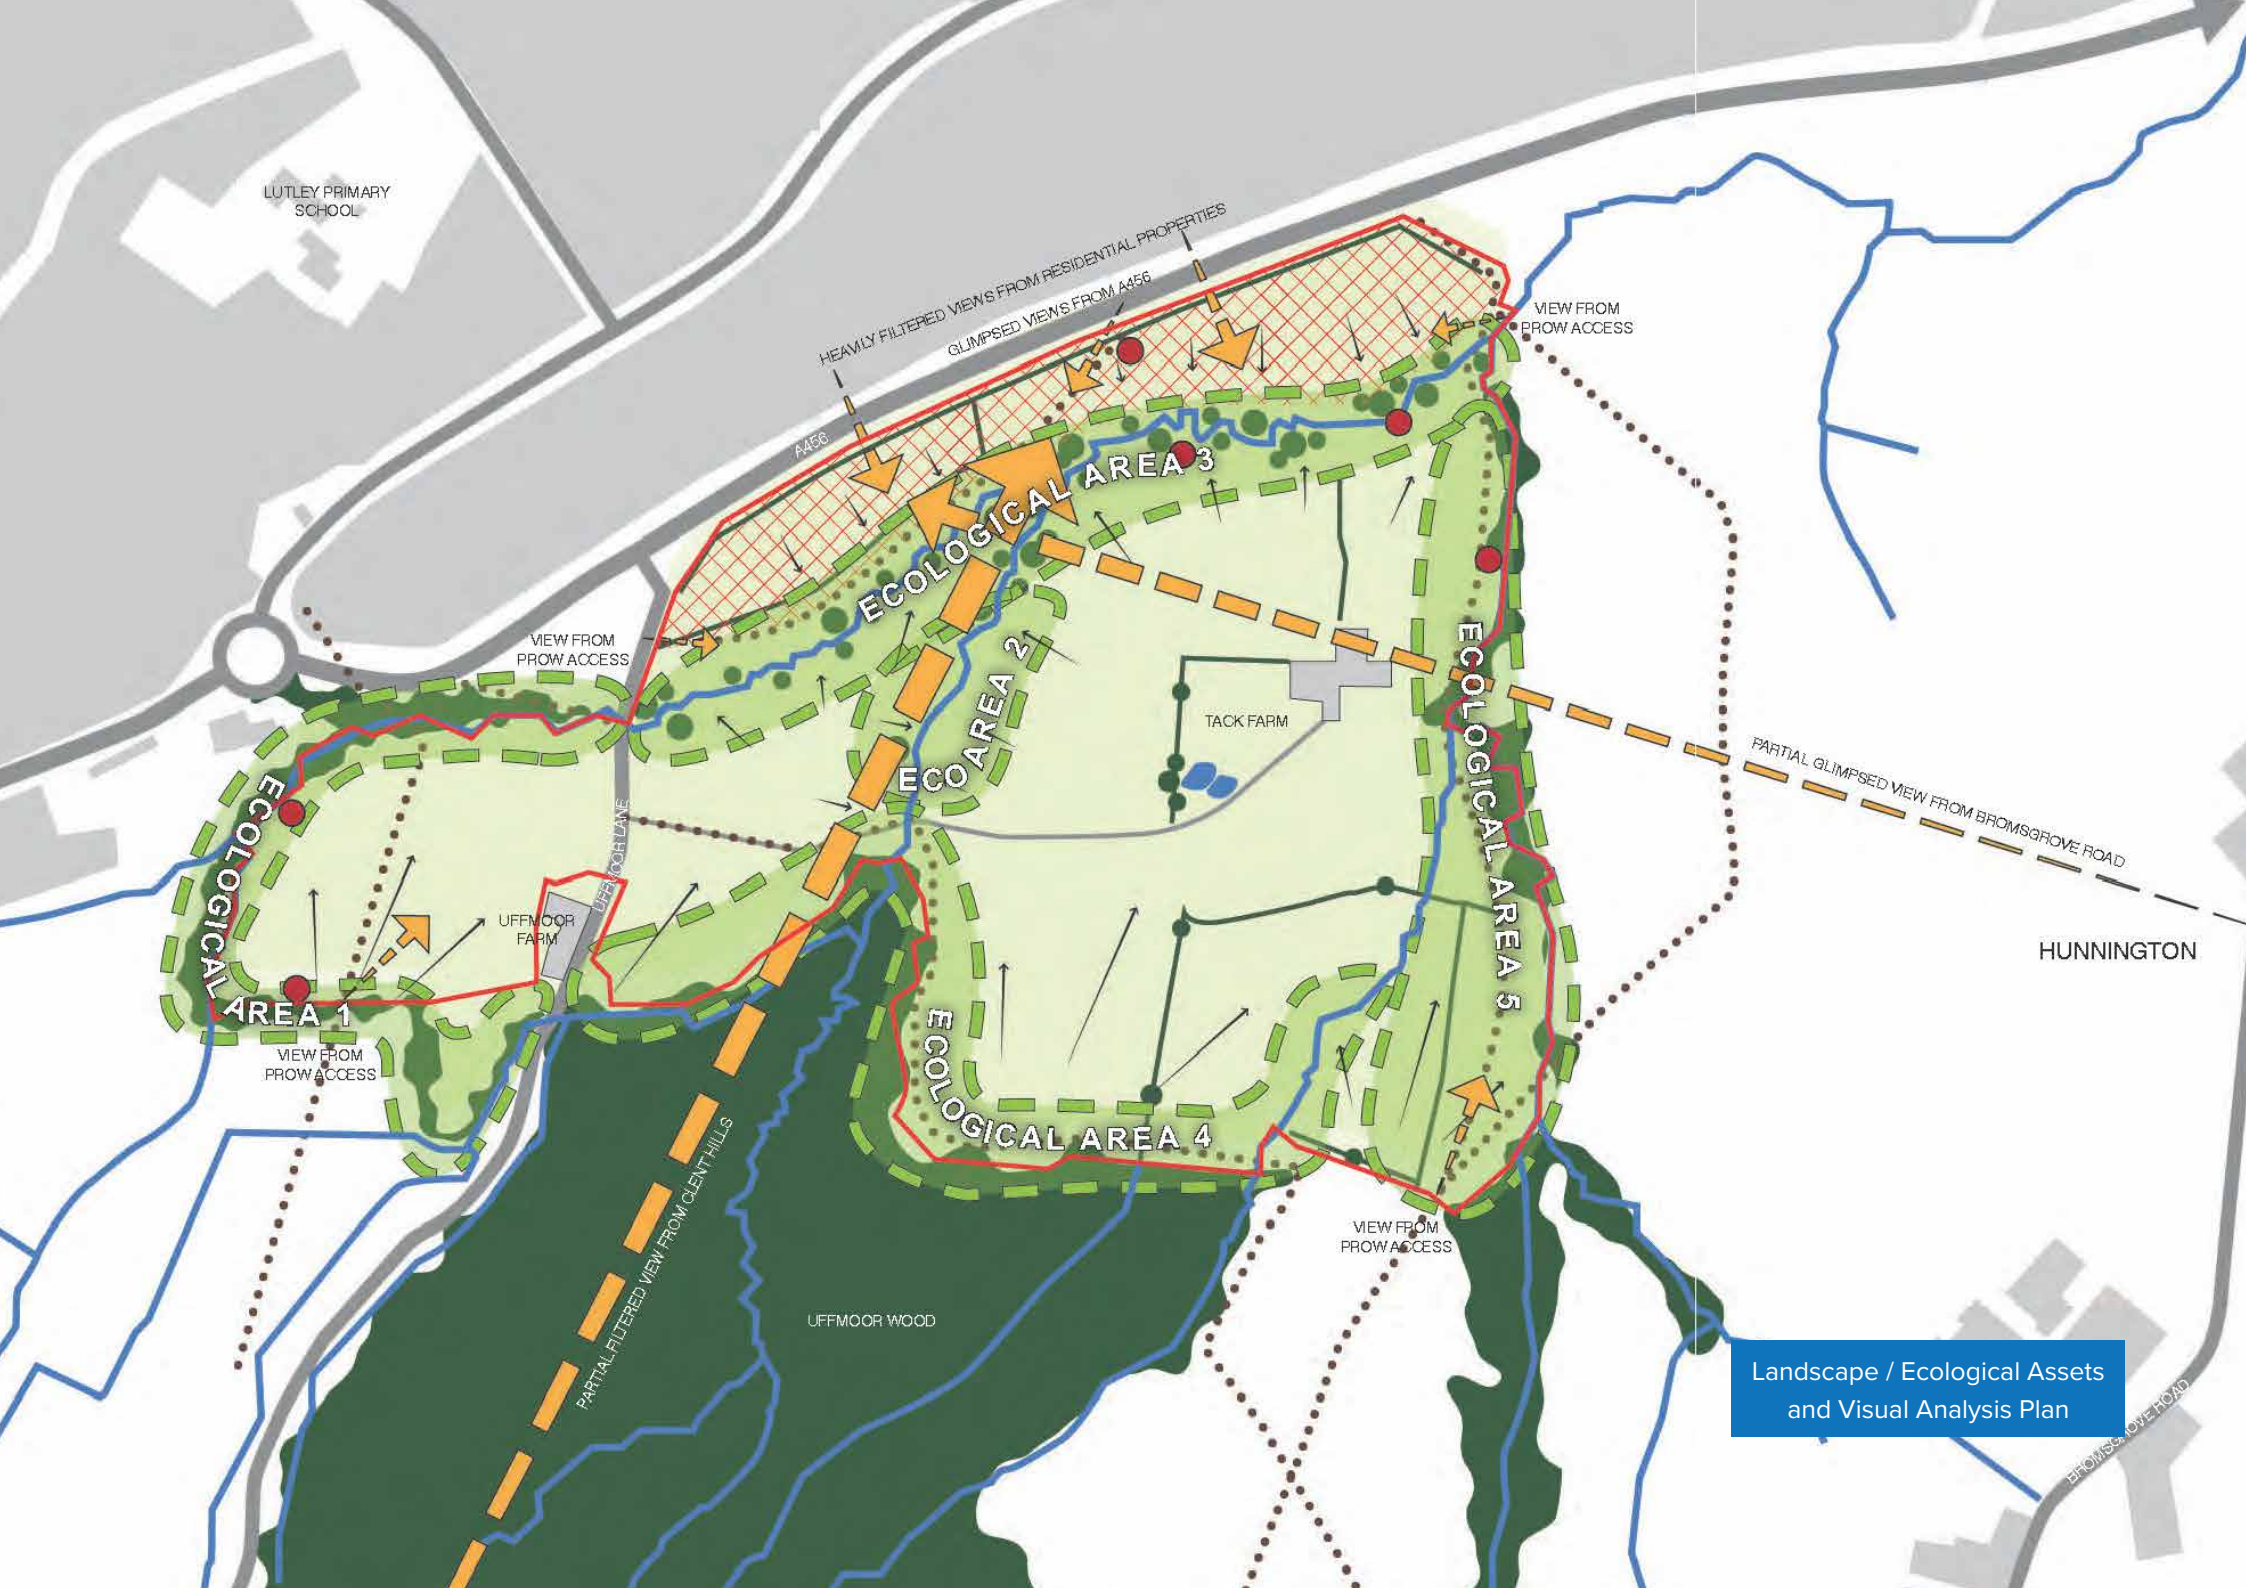 LUTLEY PRIMARY
SCHOOL
HEAVILY FILTERED VIEWS FROM RESIDENTIAL PROPERTIES
GLIMPSED VIEWS FROM A456
A456
VIEW FROM
PROW ACCESS
ECOLOGICAL AREA 3
VIEW FROM
PROW ACCESS
ECO AREA 2
TACK FARM
ECOLOGICAL AREA 5
PARTIAL GLIMPSED VIEW FROM BROMSGROVE ROAD
UFFMOOR LANE
ECOLOGICAL
AREA 1
UFFMOOR
FARM
HUNNINGTON
VIEW FROM
PROW ACCESS
ECOLOGICAL AREA 4
PARTIAL FILTERED VIEW FROM CLENT HILLS
VIEW FROM
PROW ACCESS
UFFMOOR WOOD
Landscape / Ecological Assets
and Visual Analysis Plan
BROMSGROVE ROAD